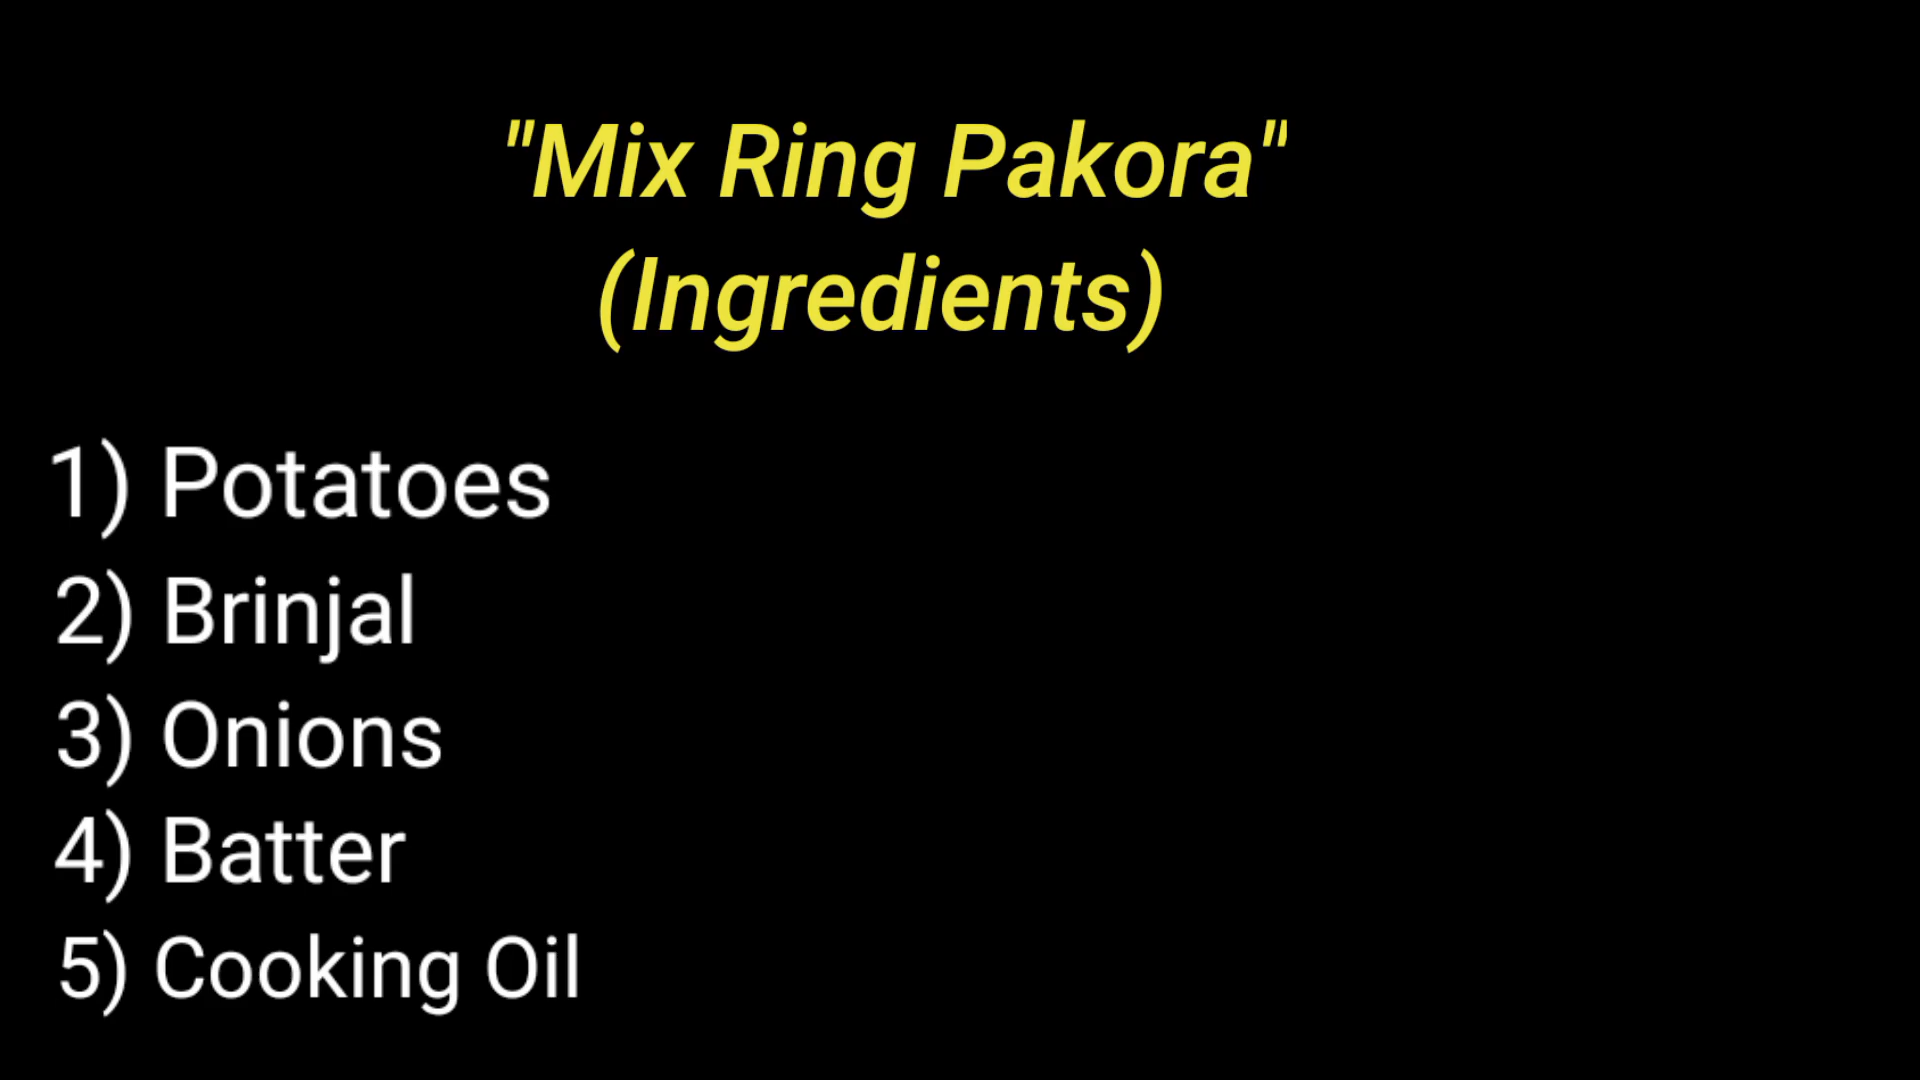 "Mix Ring Pakora"
(Ingredients)
1) Potatoes
2) Brinjal
3) Onions
4) Batter
5) Cooking Oil